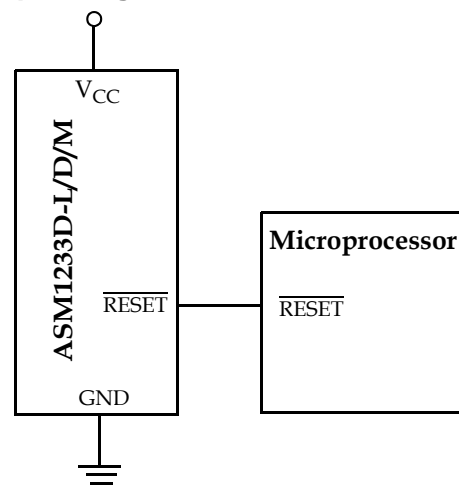 V_CC
ASM1233D-L/D/M
Microprocessor
RESET
RESET
GND